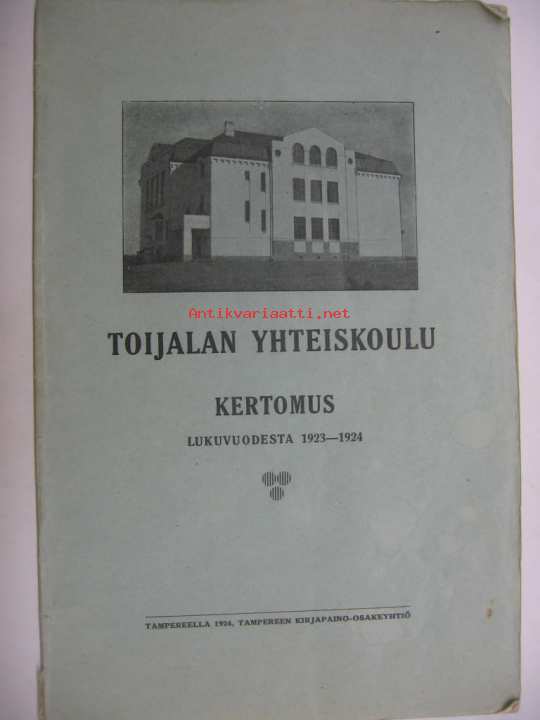 Antikvariaatti.net
TOIJALAN YHTEISKOULU
KERTOMUS
LUKUVUODESTA 1923—1924
TAMPEREELLA 1924, TAMPEREEN KIRJAPAINO-OSAKEYHTIÖ